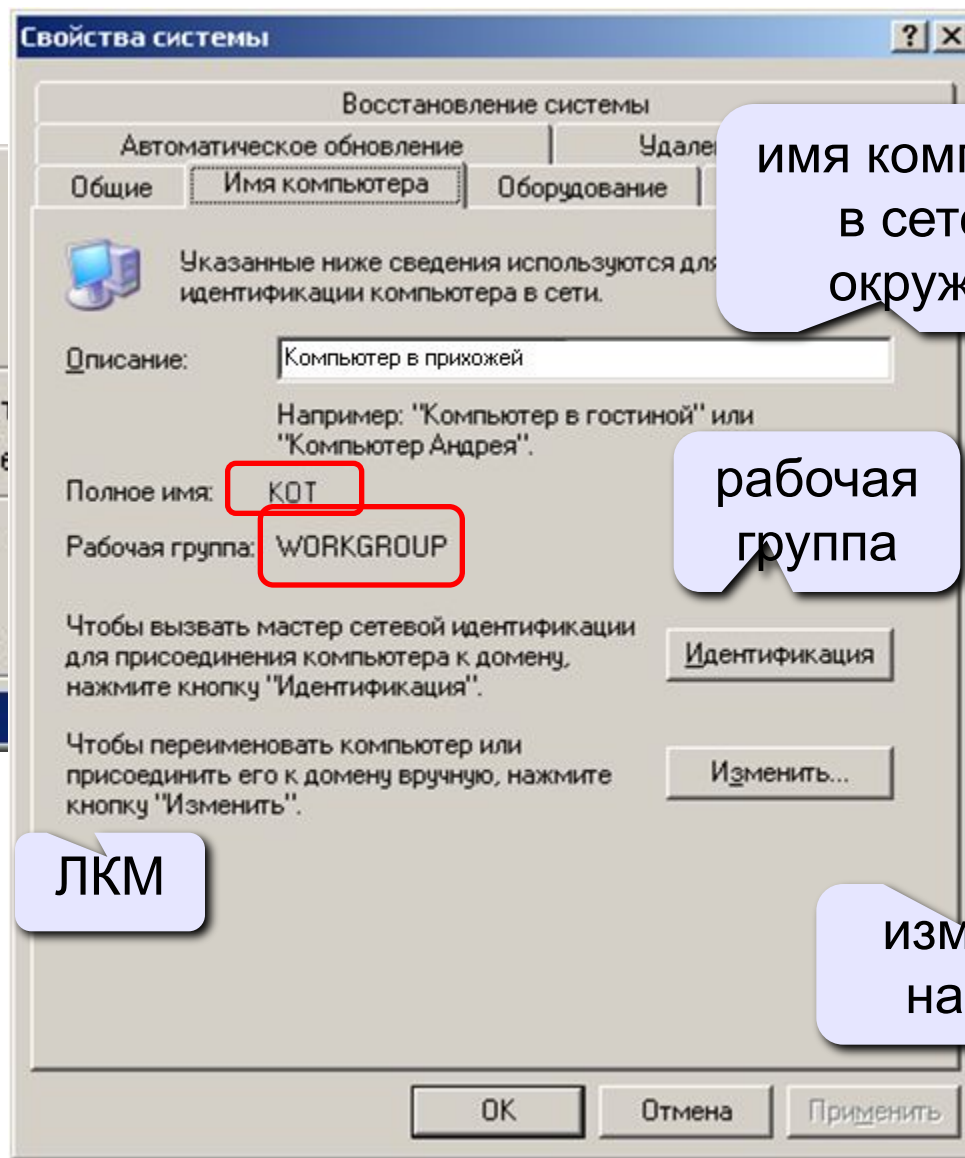 Свойства системы
Восстановление системы
Автоматическое обновление
Общие
Имя компьютера
Оборудование
имя
в
Указанные ниже сведения используются для
идентификации компьютера в сети.
Описание:
Компьютер в прихожей
Например: "Компьютер в гостиной" или
"Компьютер Андрея".
Полное имя:
КОТ
рабочая
группа
Рабочая группа:
WORKGROUP
Чтобы вызвать мастер сетевой идентификации
для присоединения компьютера к домену,
нажмите кнопку "Идентификация".
Идентификация
Чтобы переименовать компьютер или
присоединить его к домену вручную, нажмите
кнопку "Изменить".
Изменить...
ЛКМ
OK
Отмена
Применить